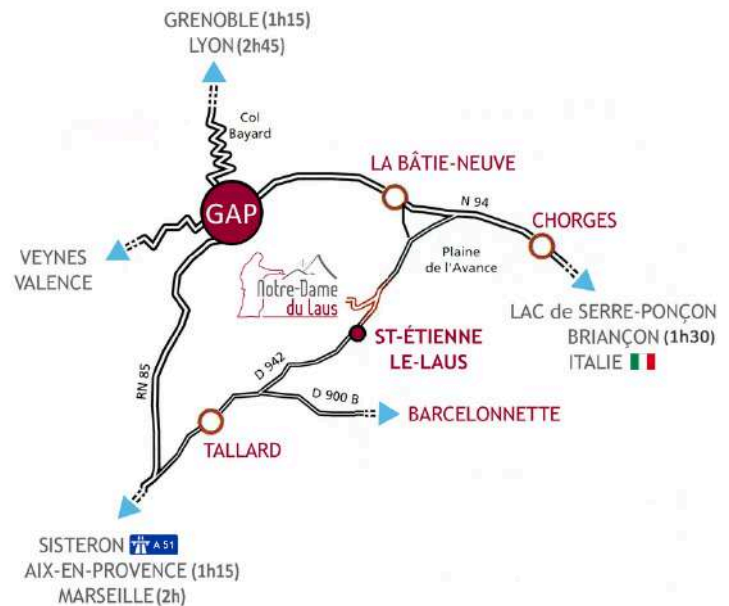 GRENOBLE (1h15)
LYON (2h45)
Col
Bayard
LA BÂTIE-NEUVE
N 94
GAP
CHORGES
VEYNES
VALENCE
Plaine
de l'Avance
Notre-Dame
du Laus
LAC de SERRE-PONÇON
BRIANÇON (1h30)
ITALIE
ST-ÉTIENNE
LE-LAUS
RN 85
D 942
D 900 B
BARCELONNETTE
TALLARD
SISTERON A 51
AIX-EN-PROVENCE (1h15)
MARSEILLE (2h)